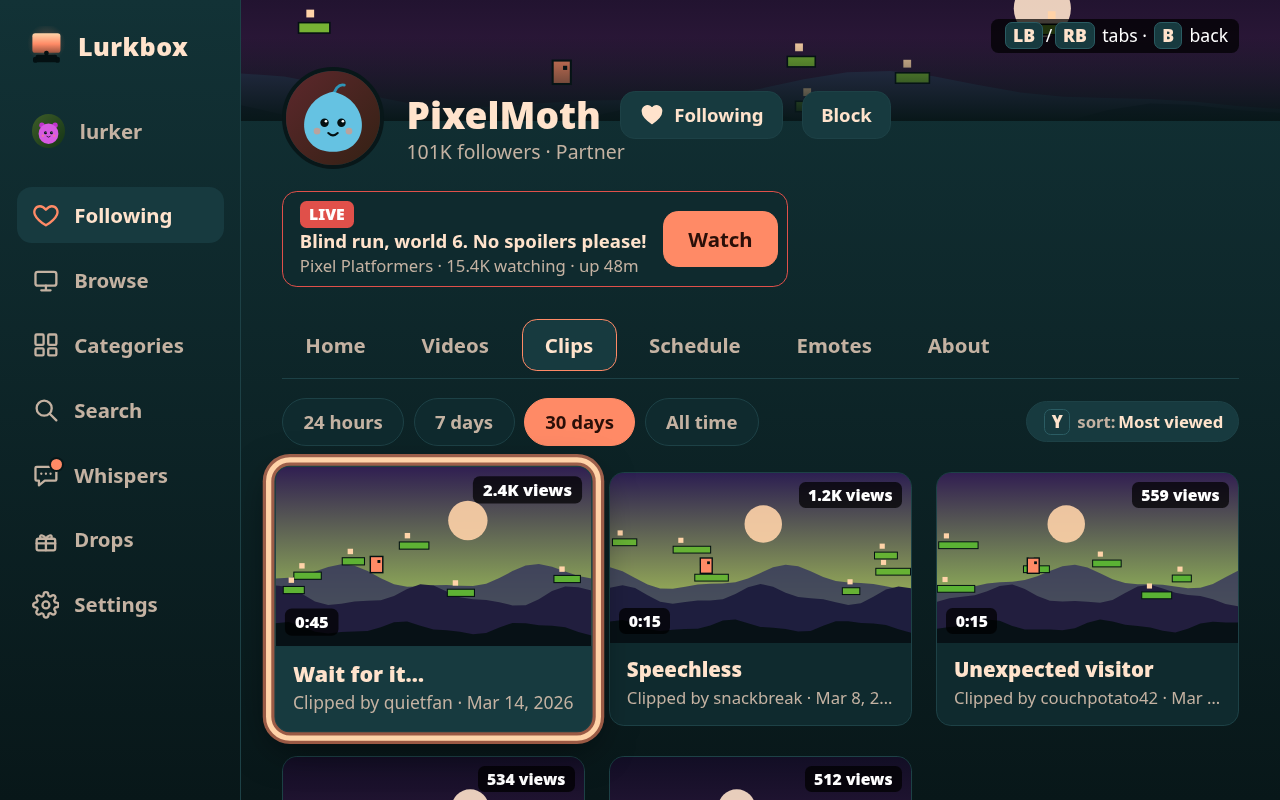 Lurkbox
lurker
Following
Browse
Categories
Search
Whispers
Drops
Settings
LB / RB tabs · B back
PixelMoth
Following
Block
101K followers · Partner
LIVE
Blind run, world 6. No spoilers please!
Pixel Platformers · 15.4K watching · up 48m
Watch
Home Videos Clips Schedule Emotes About
24 hours 7 days 30 days All time
Y sort: Most viewed
2.4K views
0:45
Wait for it…
Clipped by quietfan · Mar 14, 2026
1.2K views
0:15
Speechless
Clipped by snackbreak · Mar 8, 2…
559 views
0:15
Unexpected visitor
Clipped by couchpotato42 · Mar …
534 views
512 views